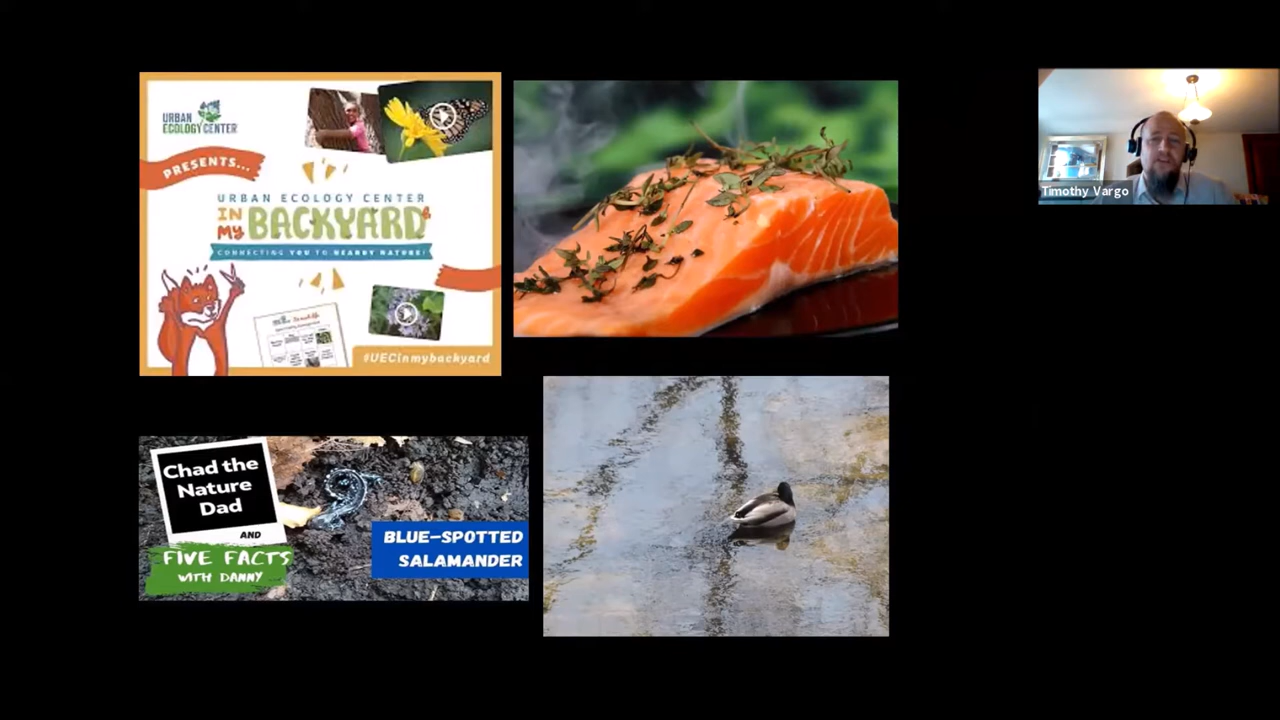 URBAN
ECOLOGY CENTER
PRESENTS...
URBAN ECOLOGY CENTER
IN
MY BACKYARD
CONNECTING YOU TO NEARBY NATURE!
#UECinmybackyard
Timothy Vargo
Chad the
Nature
Dad
AND
FIVE FACTS
WITH DANNY
BLUE-SPOTTED
SALAMANDER